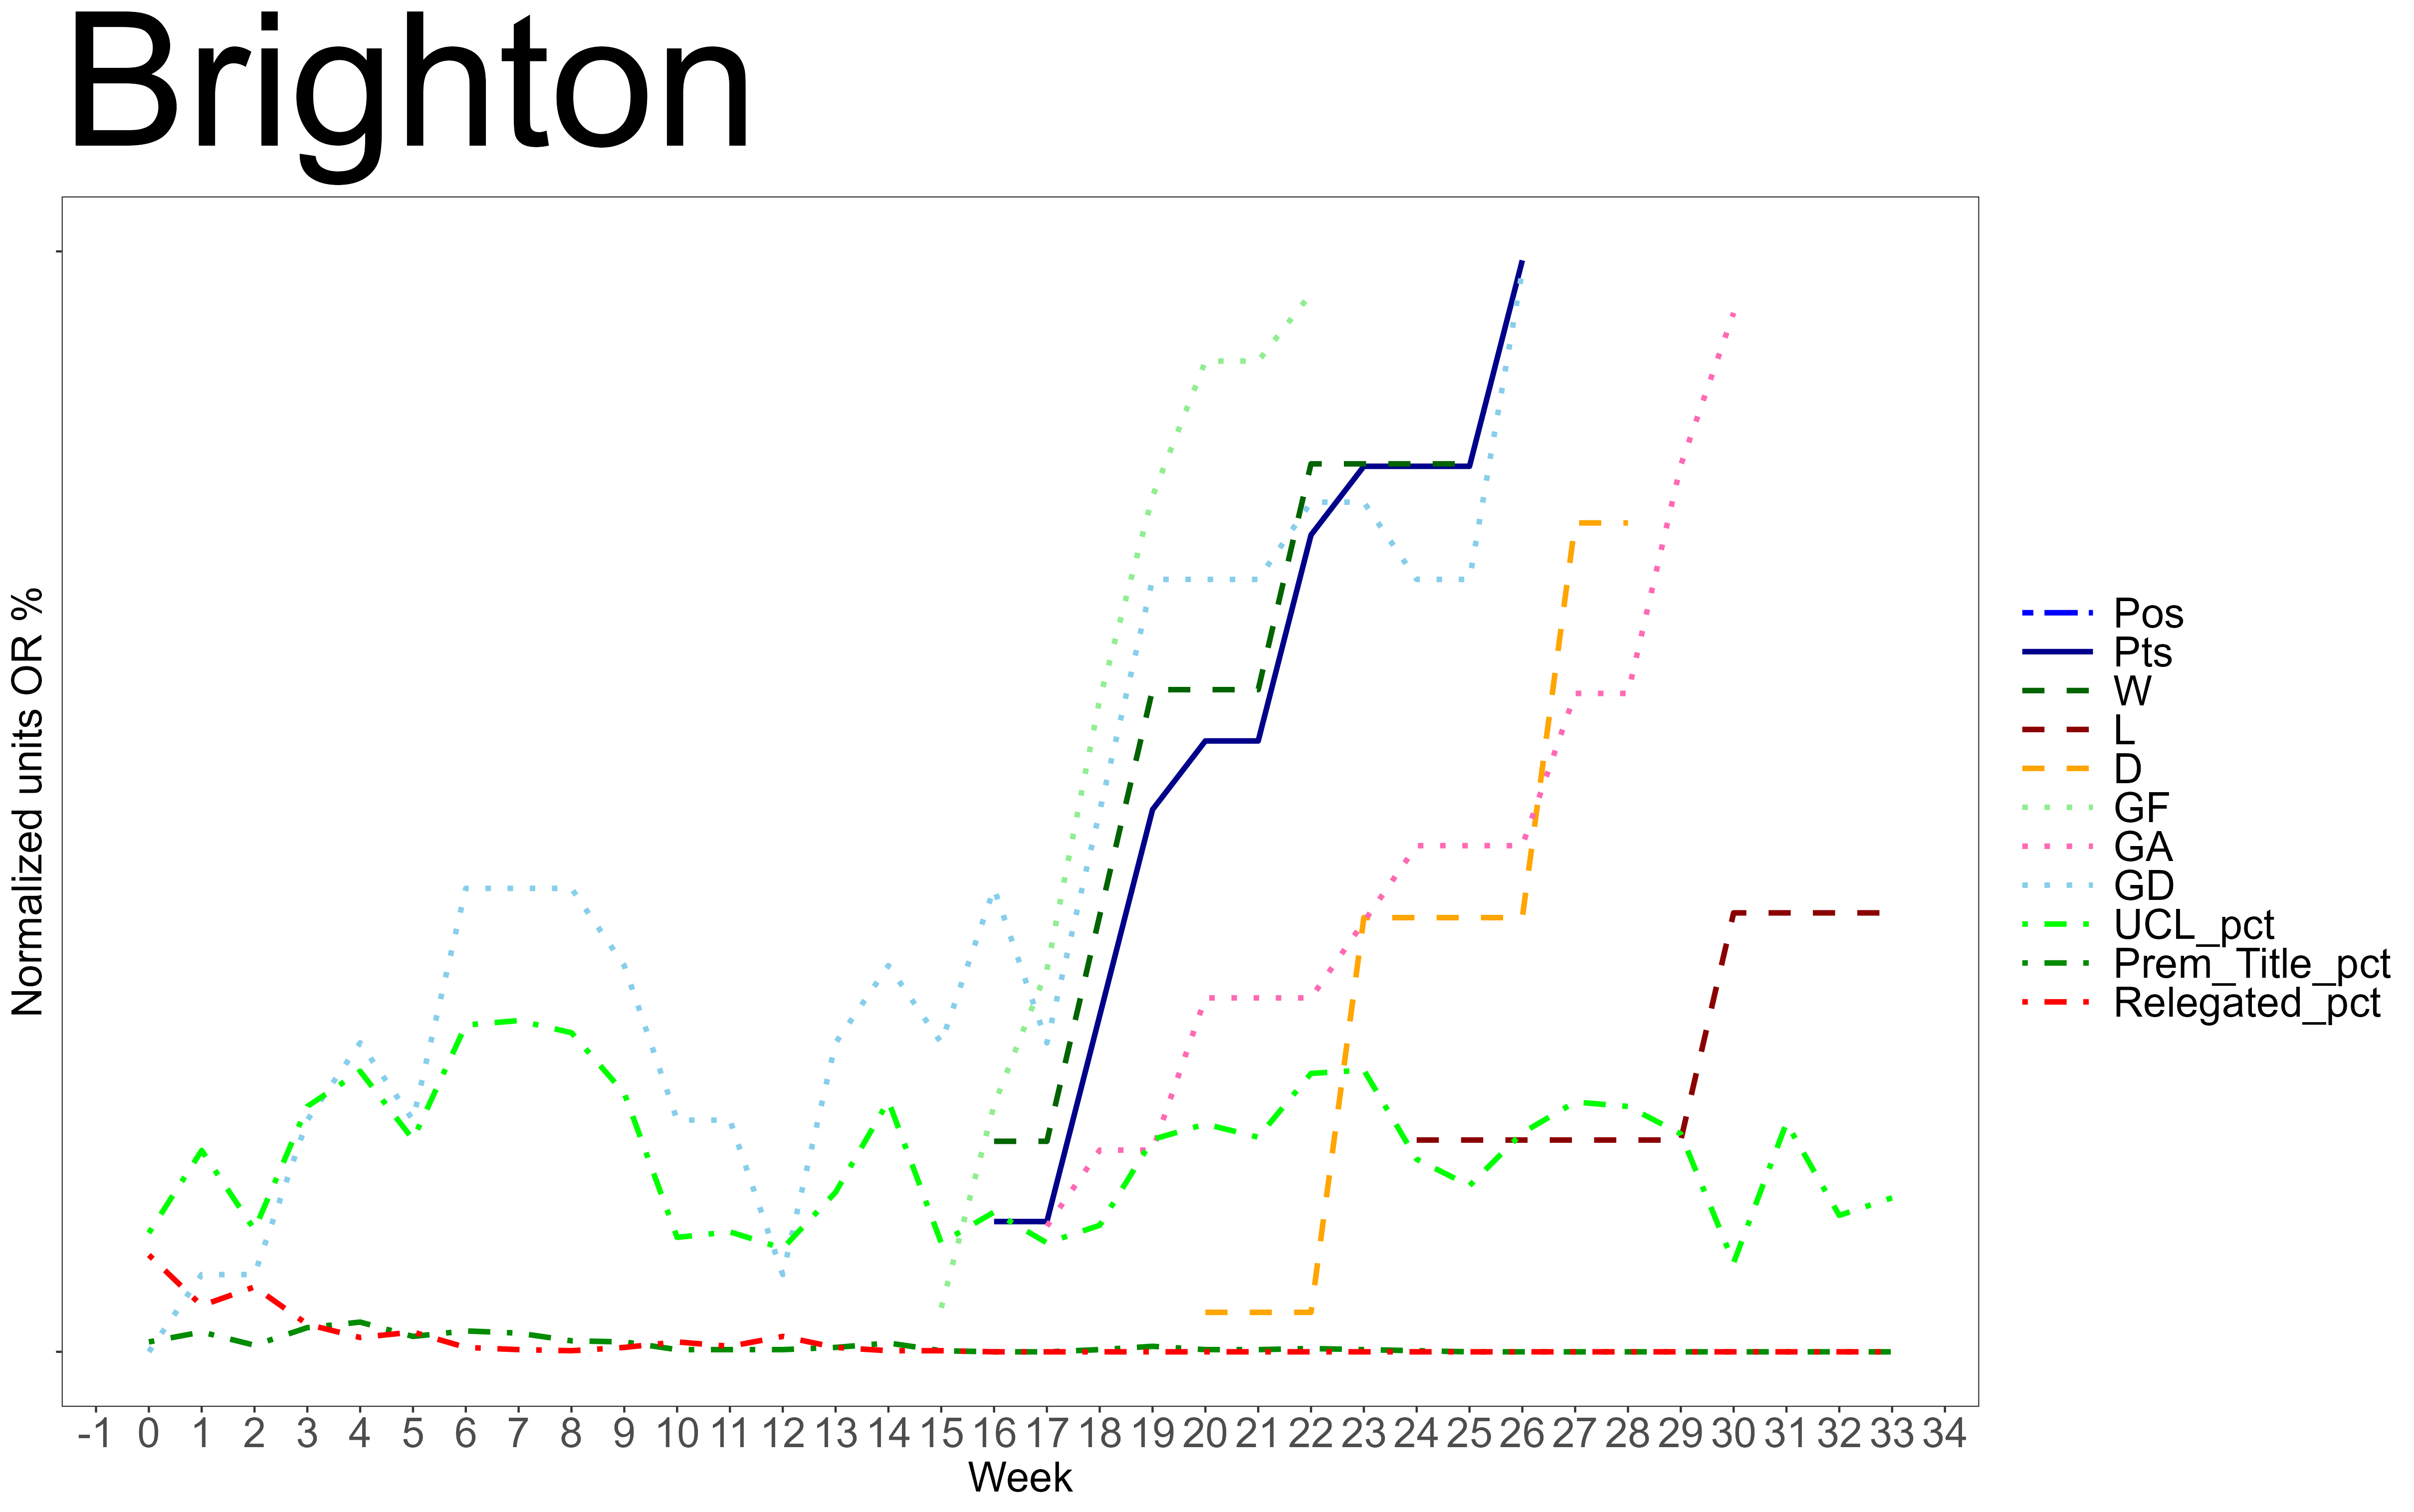 Brighton
Normalized units OR %
Pos
Pts
W
L
D
GF
GA
GD
UCL_pct
Prem_Title_pct
Relegated_pct
-1 0 1 2 3 4 5 6 7 8 9 10 11 12 13 14 15 16 17 18 19 20 21 22 23 24 25 26 27 28 29 30 31 32 33 34
Week